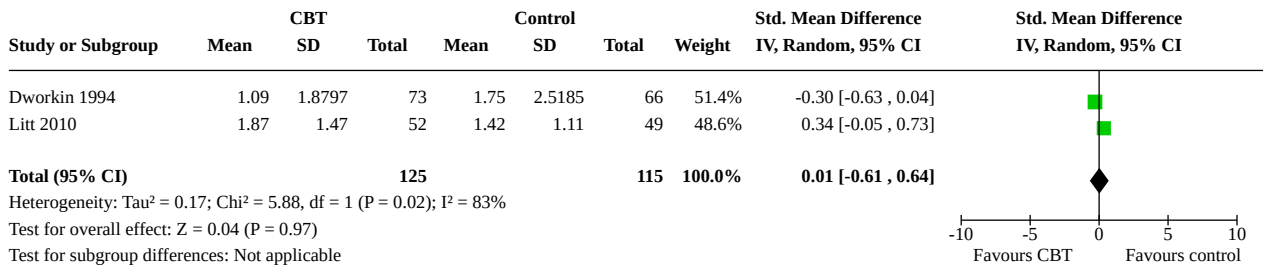 CBT Control Std. Mean Difference Std. Mean Difference
Study or Subgroup Mean SD Total Mean SD Total Weight IV, Random, 95% CI IV, Random, 95% CI
Dworkin 1994 1.09 1.8797 73 1.75 2.5185 66 51.4% -0.30 [-0.63 , 0.04]
Litt 2010 1.87 1.47 52 1.42 1.11 49 48.6% 0.34 [-0.05 , 0.73]
Total (95% CI) 125 115 100.0% 0.01 [-0.61 , 0.64]
Heterogeneity: Tau² = 0.17; Chi² = 5.88, df = 1 (P = 0.02); I² = 83%
Test for overall effect: Z = 0.04 (P = 0.97)
-10 -5 0 5 10
Test for subgroup differences: Not applicable Favours CBT Favours control